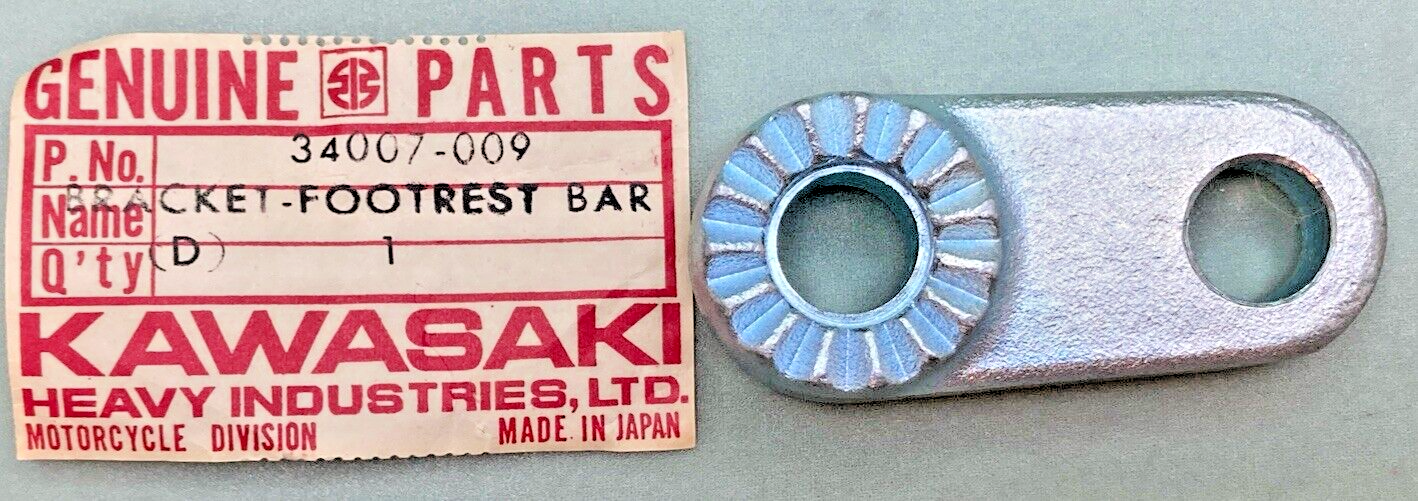 GENUINE PARTS
P. No. 34007-009
Name BRACKET-FOOTREST BAR
Q'ty (D) 1
KAWASAKI
HEAVY INDUSTRIES, LTD.
MOTORCYCLE DIVISION MADE IN JAPAN